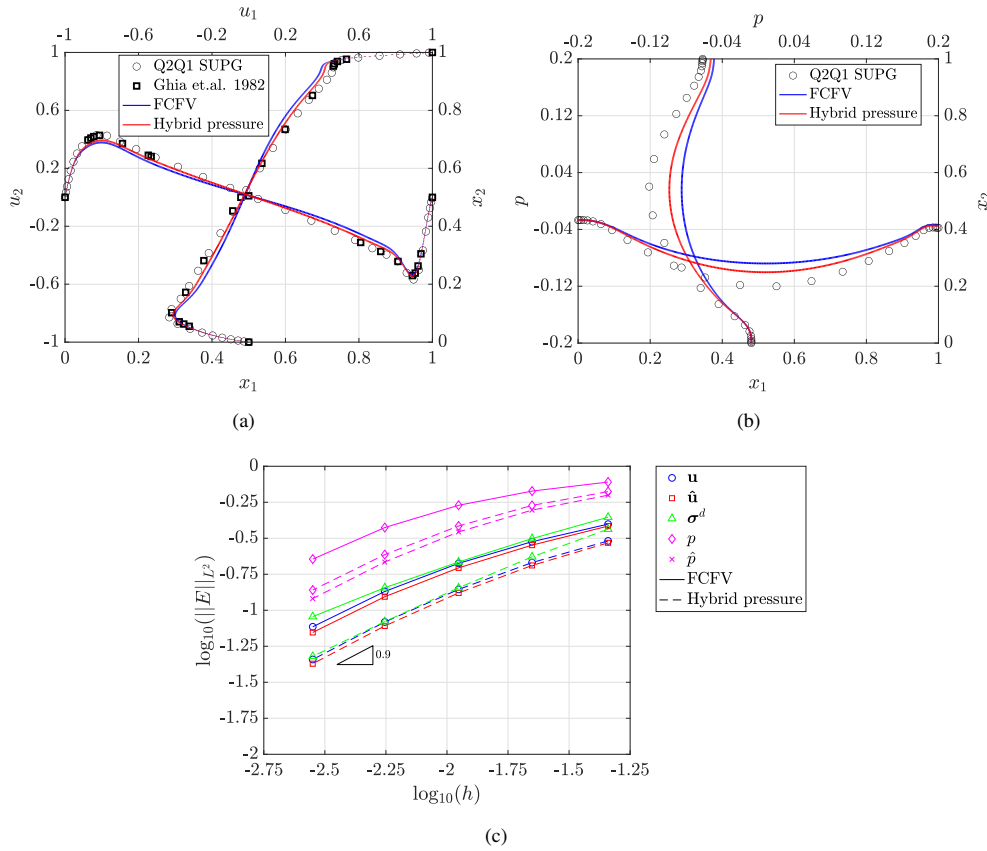 u₁
-1 -0.6 -0.2 0.2 0.6 1
1 0.6 0.2 -0.2 -0.6 -1
u₂
Q2Q1 SUPG
Ghia et.al. 1982
FCFV
Hybrid pressure
1 0.8 0.6 0.4 0.2 0
x₂
0 0.2 0.4 0.6 0.8 1
x₁
(a)
p
-0.2 -0.12 -0.04 0.04 0.12 0.2
0.2 0.12 0.04 -0.04 -0.12 -0.2
p
Q2Q1 SUPG
FCFV
Hybrid pressure
1 0.8 0.6 0.4 0.2 0
x₂
0 0.2 0.4 0.6 0.8 1
x₁
(b)
-0 -0.25 -0.5 -0.75 -1 -1.25 -1.5 -1.75 -2
log₁₀(||E||_{L²})
0.9
-2.75 -2.5 -2.25 -2 -1.75 -1.5 -1.25
log₁₀(h)
u
û
σᵈ
p
p̂
FCFV
Hybrid pressure
(c)